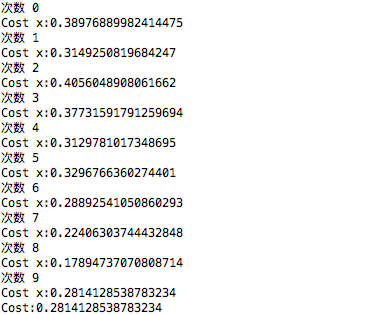 次数 0
Cost x:0.38976889982414475
次数 1
Cost x:0.3149250819684247
次数 2
Cost x:0.4056048908061662
次数 3
Cost x:0.37731591791259694
次数 4
Cost x:0.3129781017348695
次数 5
Cost x:0.3296766360274401
次数 6
Cost x:0.28892541050860293
次数 7
Cost x:0.22406303744432848
次数 8
Cost x:0.17894737070808714
次数 9
Cost x:0.2814128538783234
Cost:0.2814128538783234